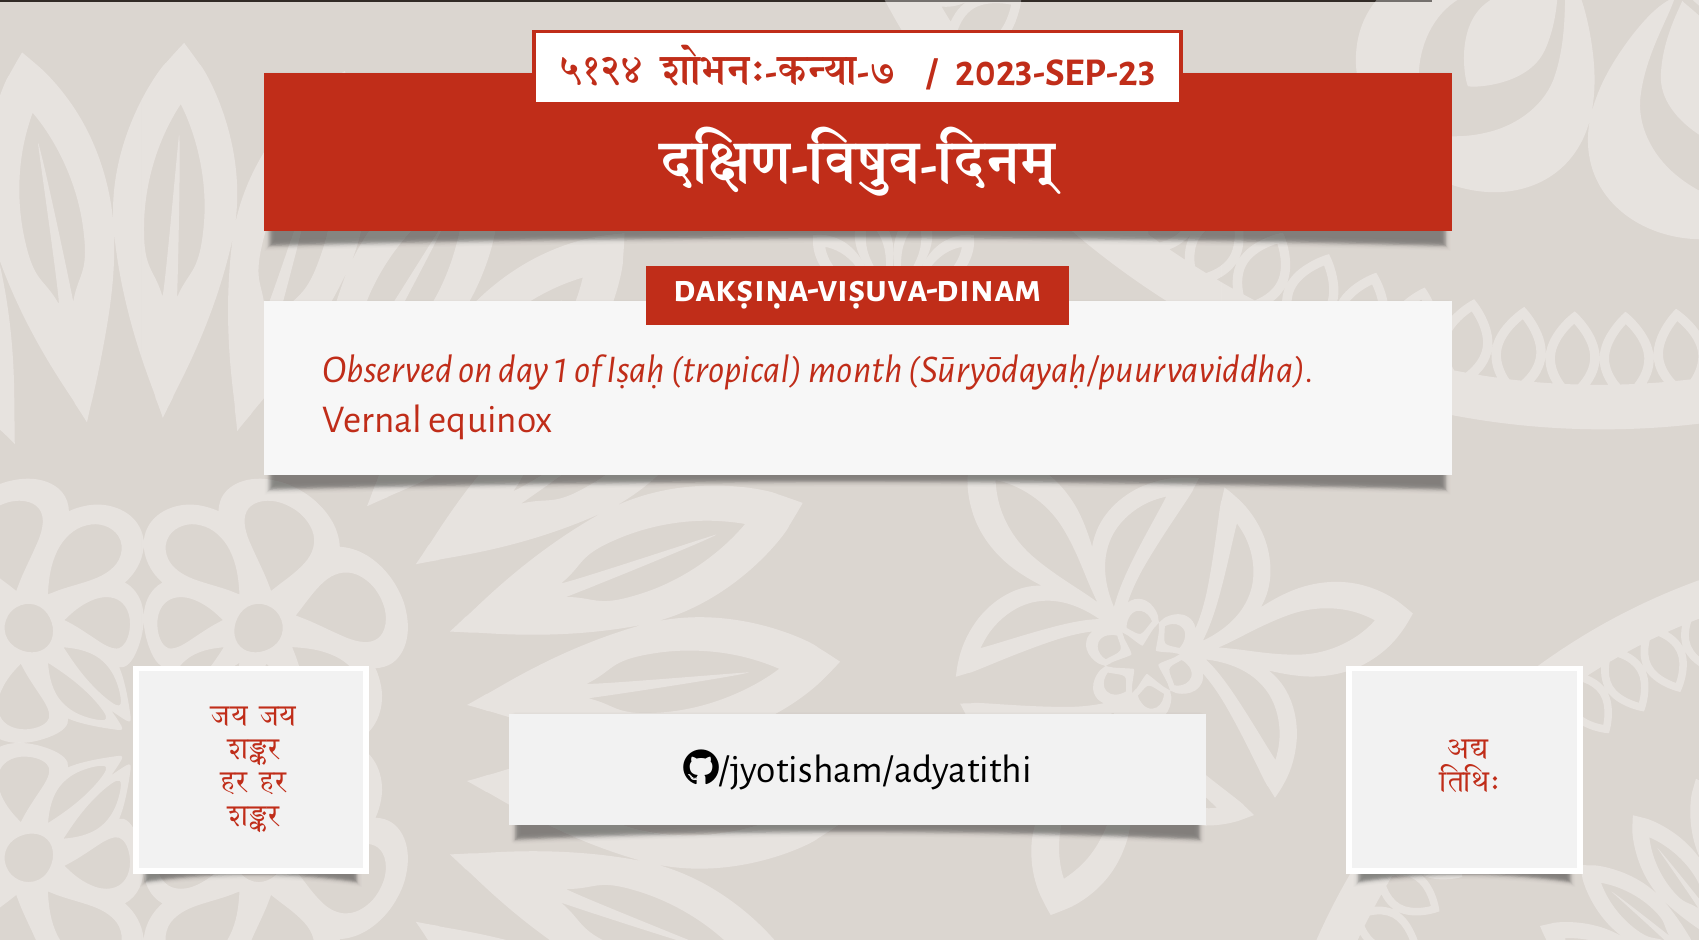 ५१२४ शोभनः-कन्या-७ / 2023-SEP-23
दक्षिण-विषुव-दिनम्
DAKṢIṆA-VIṢUVA-DINAM
Observed on day 1 of Iṣaḥ (tropical) month (Sūryōdayaḥ/puurvaviddha).
Vernal equinox
जय जय
शङ्कर
हर हर
शङ्कर
/jyotisham/adyatithi
अद्य
तिथिः